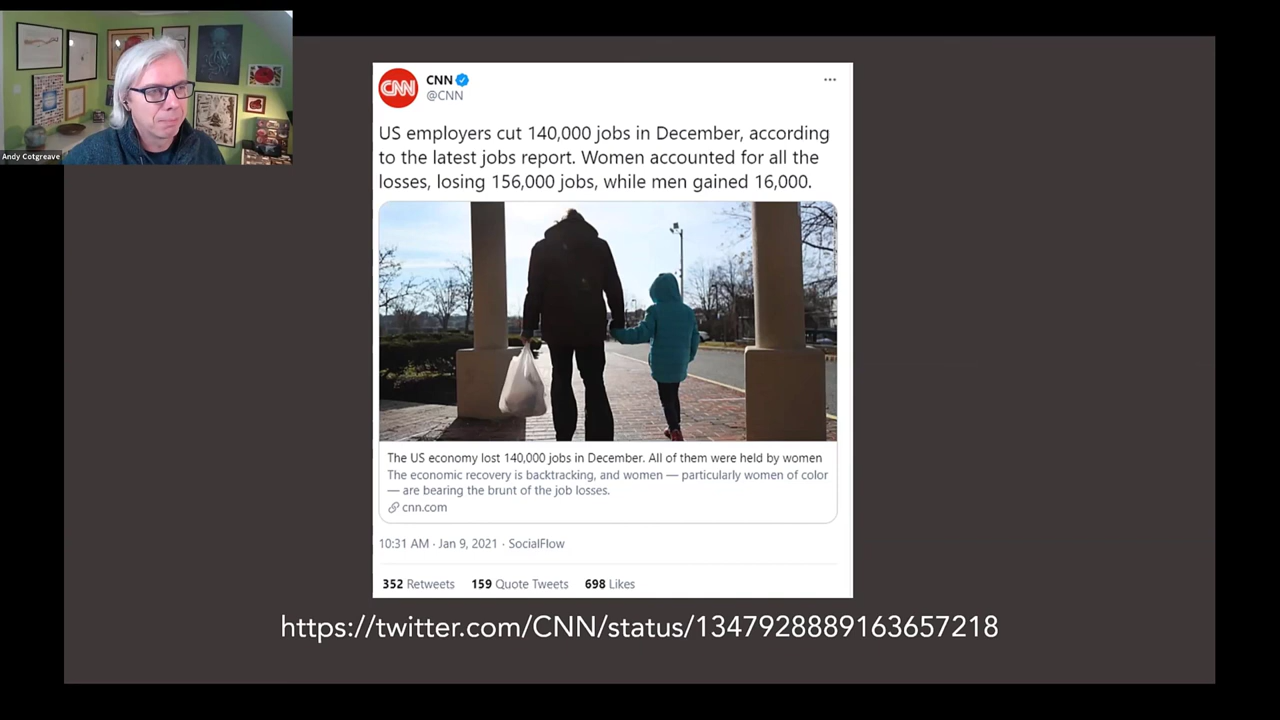 Andy Cotgreave
CNN
CNN
@CNN
US employers cut 140,000 jobs in December, according
to the latest jobs report. Women accounted for all the
losses, losing 156,000 jobs, while men gained 16,000.
The US economy lost 140,000 jobs in December. All of them were held by women
The economic recovery is backtracking, and women — particularly women of color
— are bearing the brunt of the job losses.
cnn.com
10:31 AM · Jan 9, 2021 · SocialFlow
352 Retweets 159 Quote Tweets 698 Likes
https://twitter.com/CNN/status/1347928889163657218